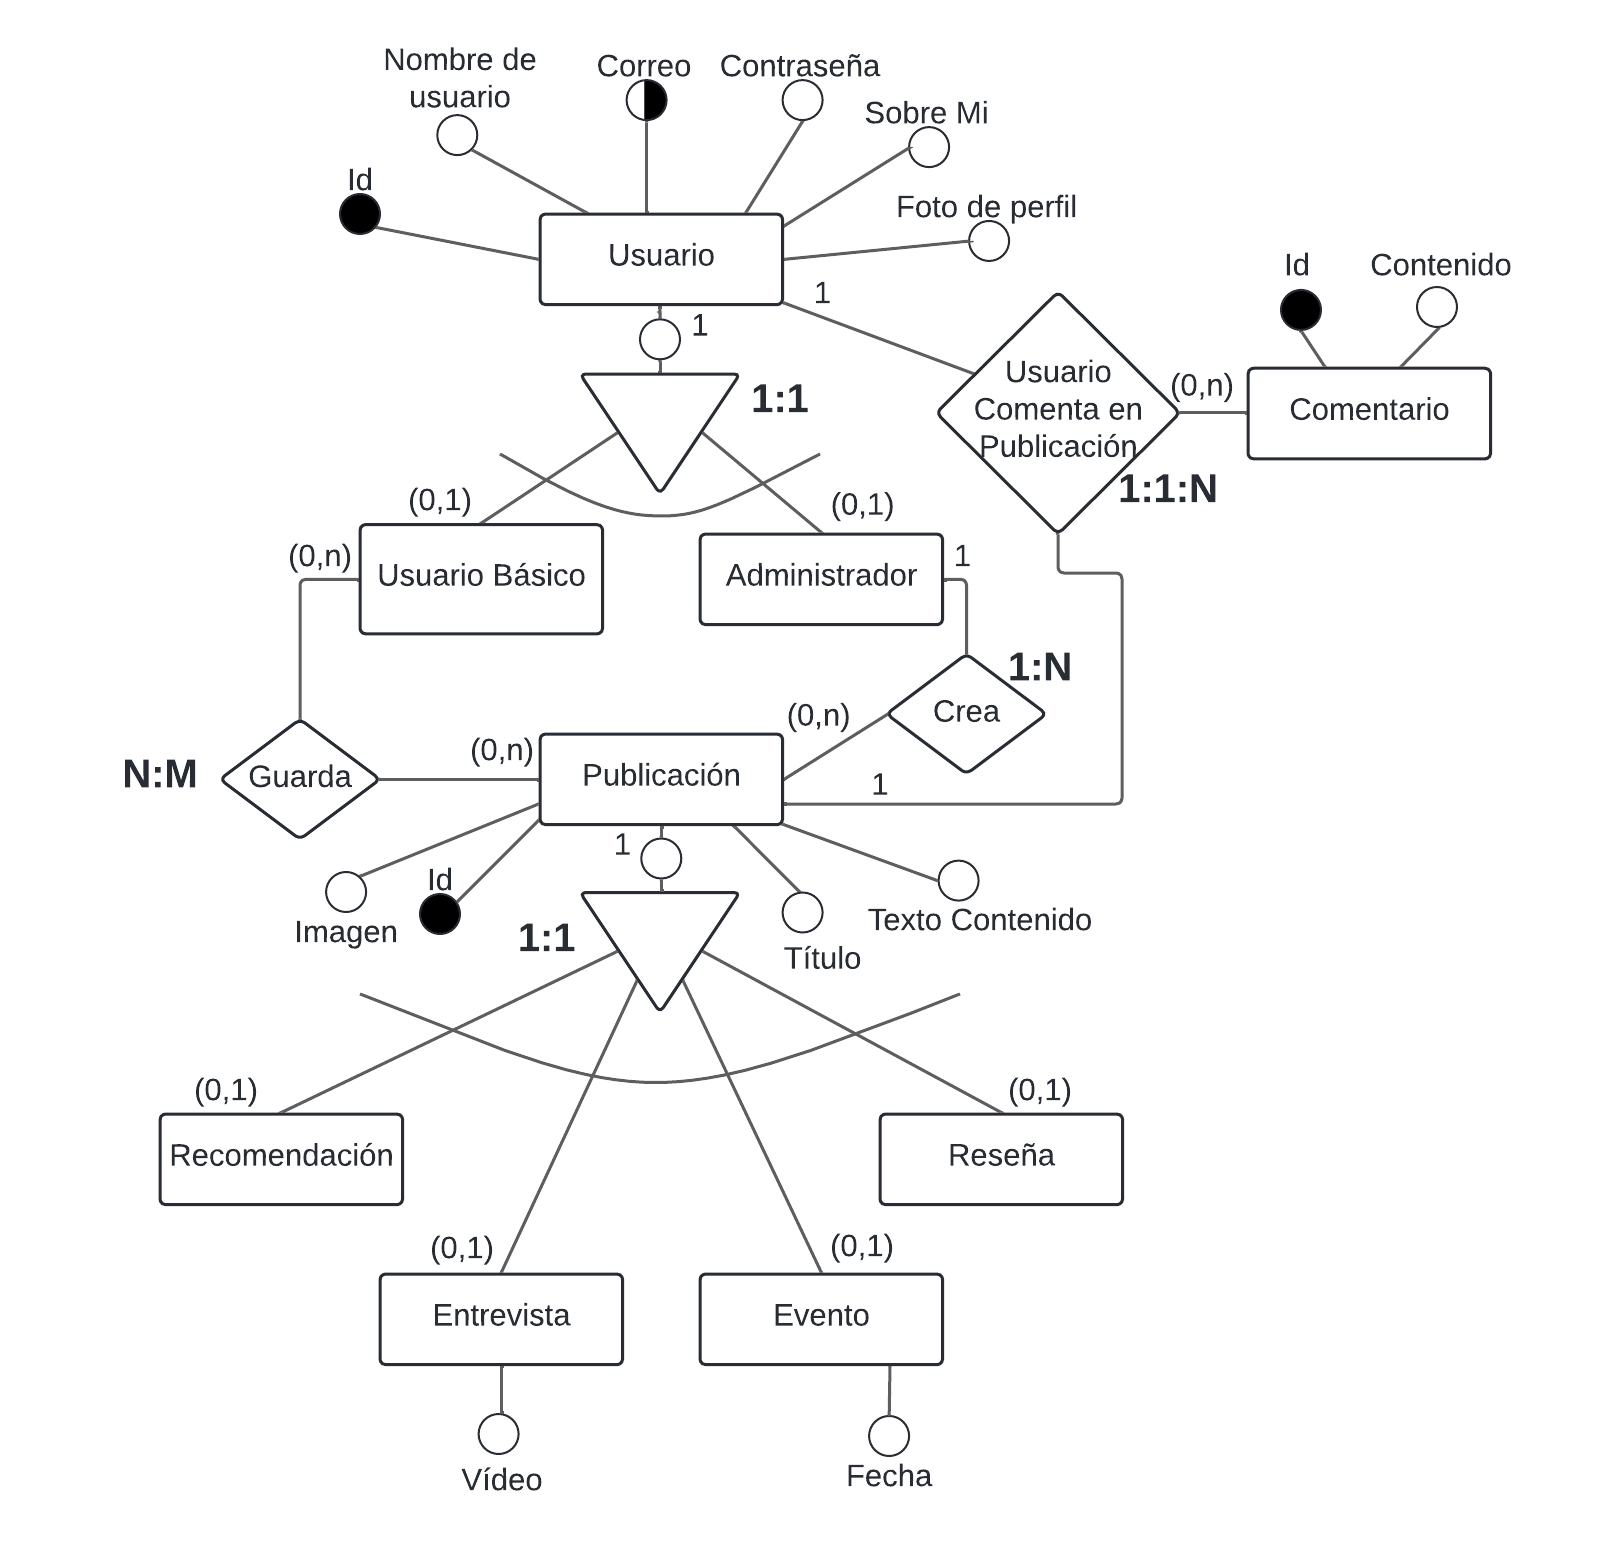 Nombre de
usuario
Correo
Contraseña
Sobre Mi
Id
Foto de perfil
Usuario
1
1
Id
Contenido
Usuario
Comenta en
Publicación
(0,n)
Comentario
1:1
1:1:N
(0,1)
(0,1)
(0,n)
Usuario Básico
Administrador
1
1:N
Crea
(0,n)
N:M
Guarda
(0,n)
Publicación
1
1
Id
Imagen
1:1
Texto Contenido
Título
(0,1)
(0,1)
Recomendación
Reseña
(0,1)
(0,1)
Entrevista
Evento
Vídeo
Fecha